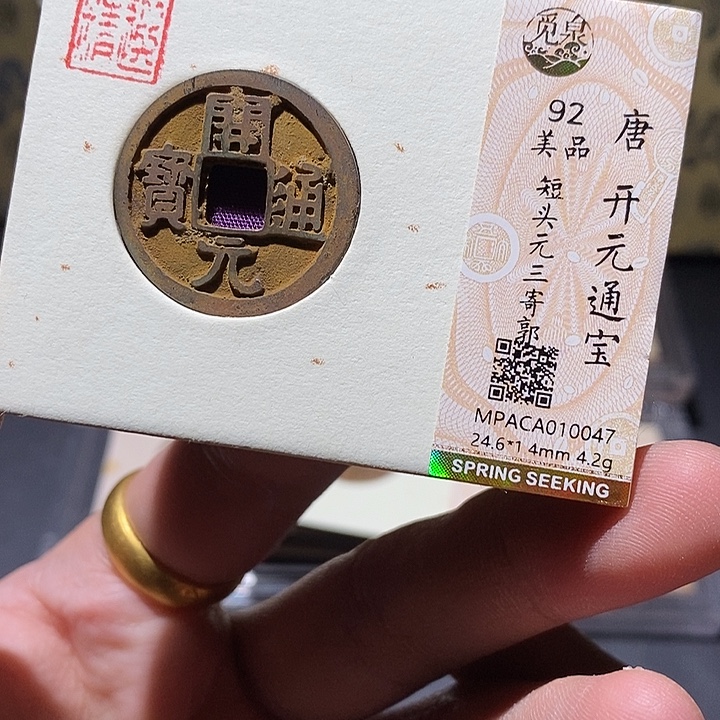 開通元寶
觅泉
92
美品
短头元三寄郭
唐 开元通宝
MPACA010047
24.6*1.4mm 4.2g
SPRING SEEKING